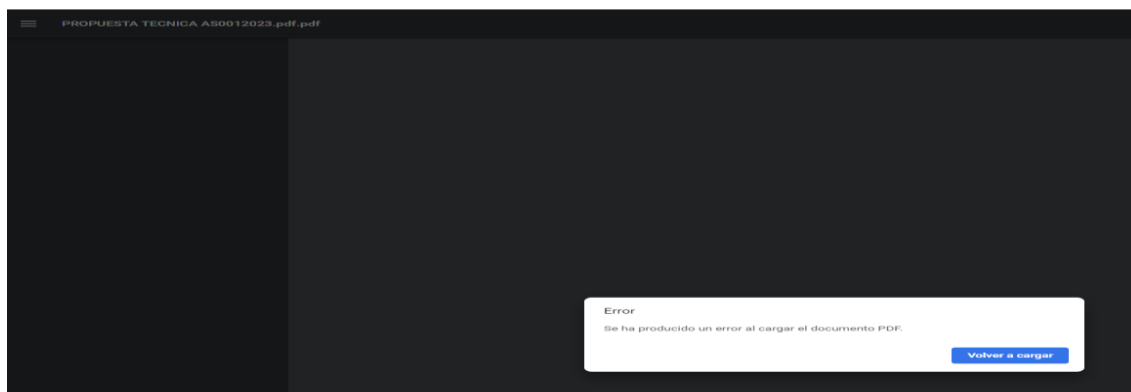 PROPUESTA TECNICA AS0012023.pdf.pdf
Error
Se ha producido un error al cargar el documento PDF.
Volver a cargar